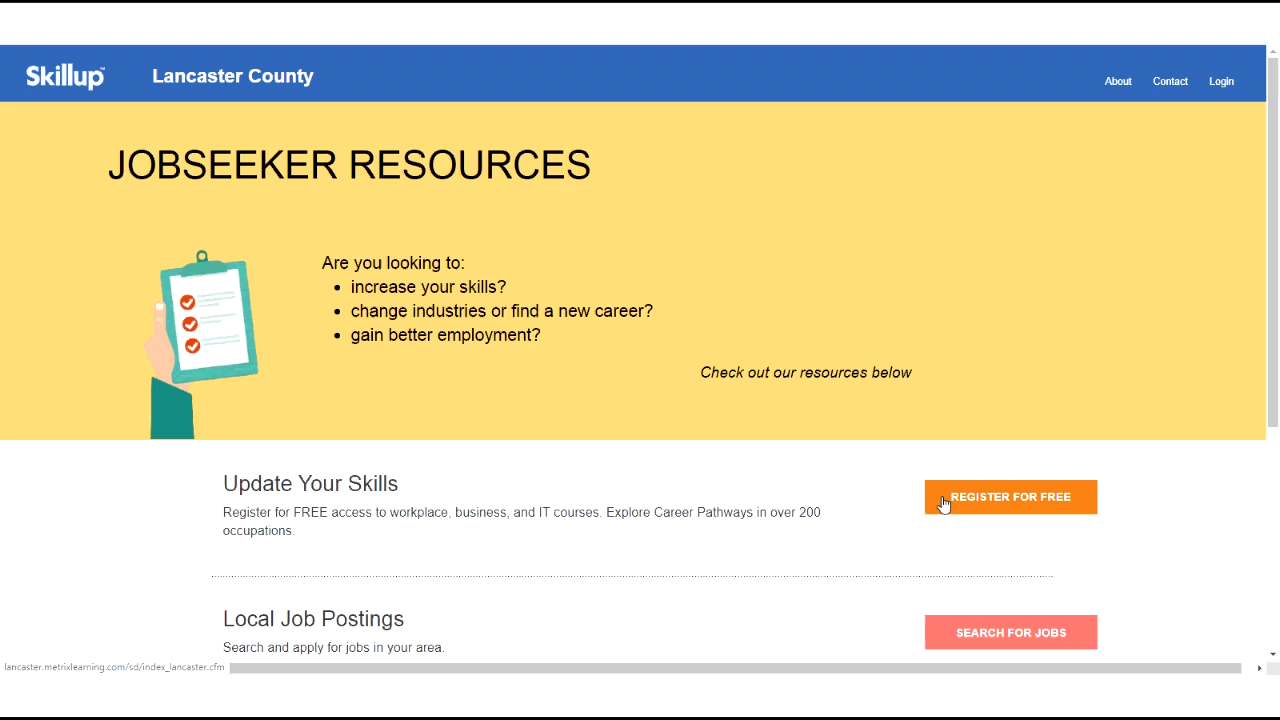 Skillup™
Lancaster County
About
Contact
Login
JOBSEEKER RESOURCES
Are you looking to:
• increase your skills?
• change industries or find a new career?
• gain better employment?
Check out our resources below
Update Your Skills
REGISTER FOR FREE
Register for FREE access to workplace, business, and IT courses. Explore Career Pathways in over 200
occupations.
Local Job Postings
SEARCH FOR JOBS
Search and apply for jobs in your area.
lancaster.metrixlearning.com/sd/index_lancaster.cfm